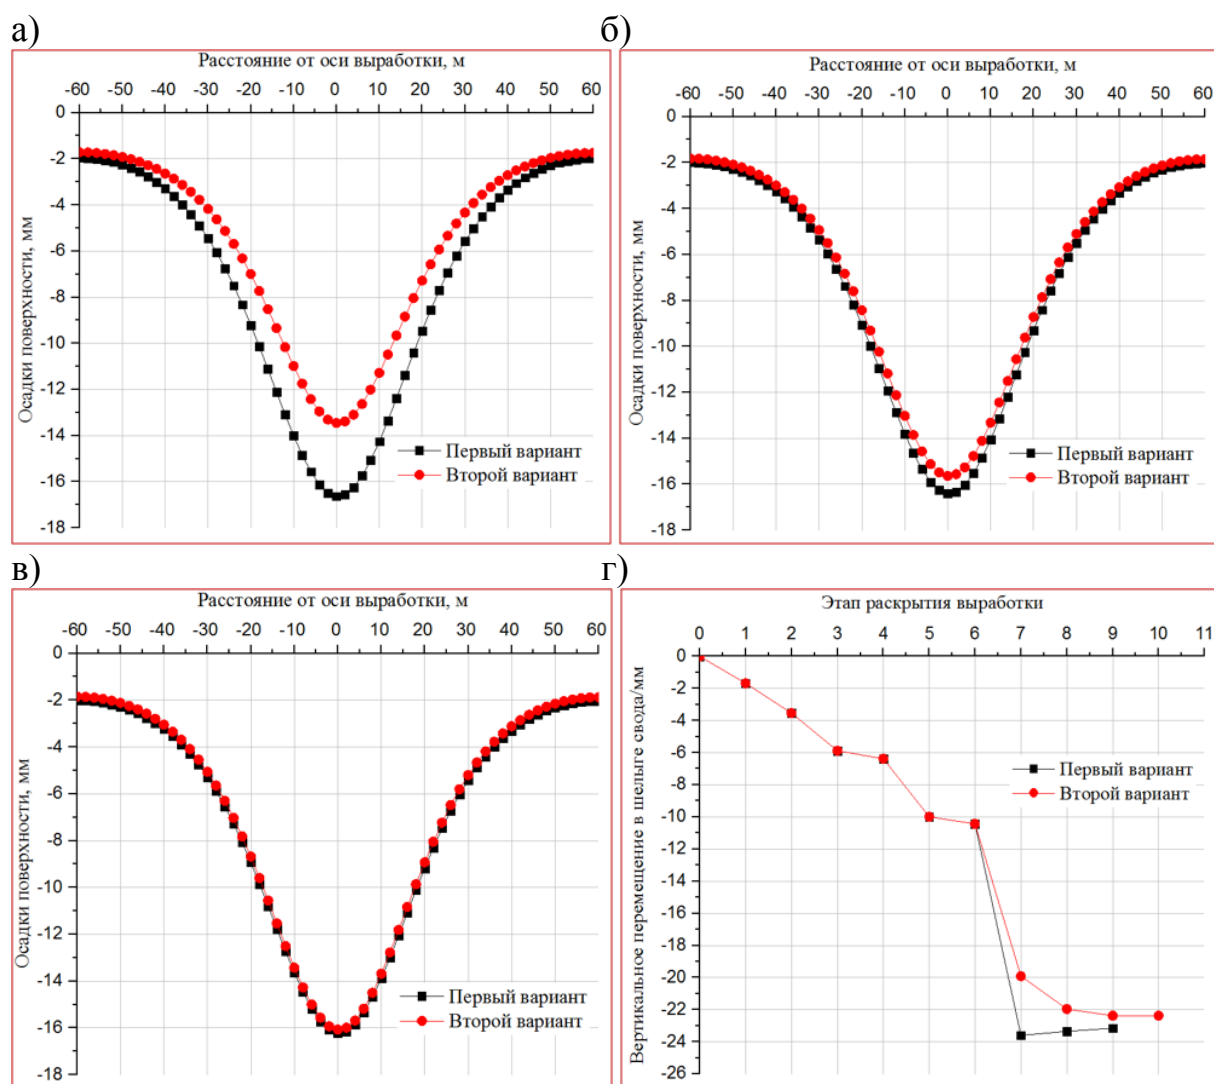 а)
Расстояние от оси выработки, м
-60 -50 -40 -30 -20 -10 0 10 20 30 40 50 60
0
-2
-4
-6
-8
-10
-12
-14
-16
-18
Осадки поверхности, мм
Первый вариант
Второй вариант
б)
Расстояние от оси выработки, м
-60 -50 -40 -30 -20 -10 0 10 20 30 40 50 60
0
-2
-4
-6
-8
-10
-12
-14
-16
-18
Осадки поверхности, мм
Первый вариант
Второй вариант
в)
Расстояние от оси выработки, м
-60 -50 -40 -30 -20 -10 0 10 20 30 40 50 60
0
-2
-4
-6
-8
-10
-12
-14
-16
-18
Осадки поверхности, мм
Первый вариант
Второй вариант
г)
Этап раскрытия выработки
0 1 2 3 4 5 6 7 8 9 10 11
0
-2
-4
-6
-8
-10
-12
-14
-16
-18
-20
-22
-24
-26
Вертикальное перемещение в шелыге свода/мм
Первый вариант
Второй вариант